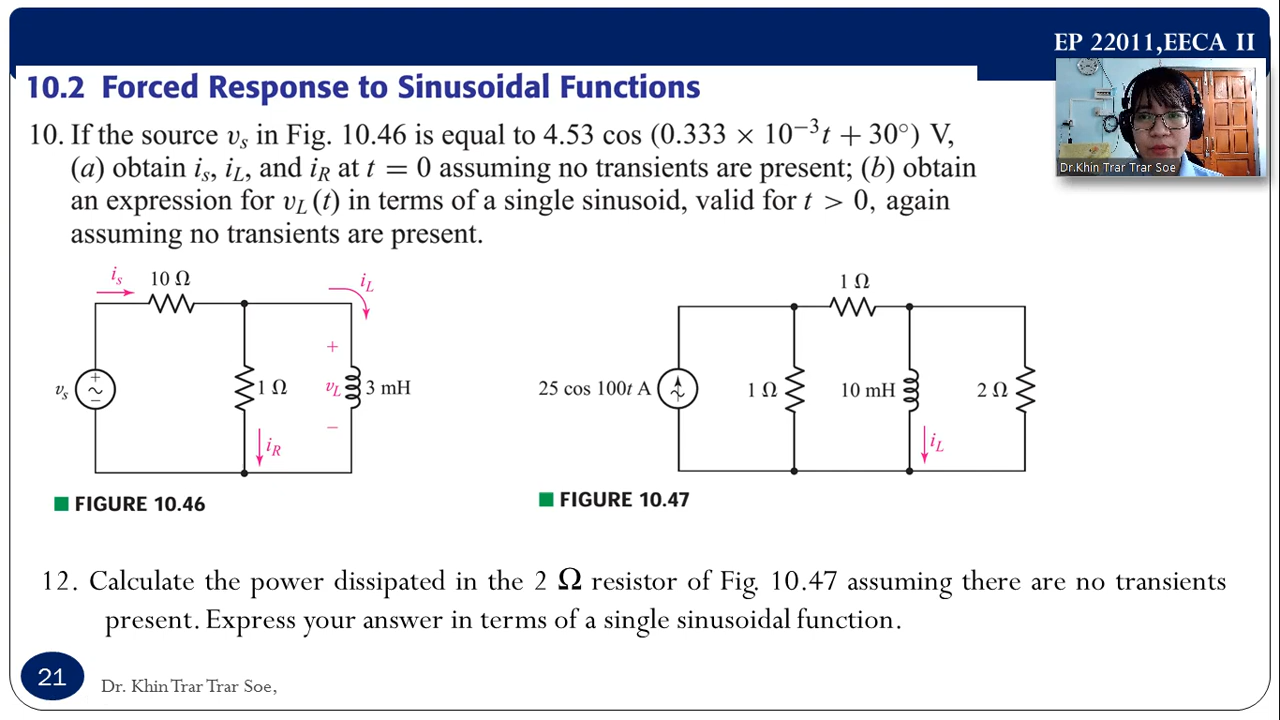 EP 22011,EECA II
10.2 Forced Response to Sinusoidal Functions
10. If the source vₛ in Fig. 10.46 is equal to 4.53 cos (0.333 × 10⁻³t + 30°) V,
(a) obtain iₛ, i_L, and i_R at t = 0 assuming no transients are present; (b) obtain
an expression for v_L(t) in terms of a single sinusoid, valid for t > 0, again
assuming no transients are present.
Dr.Khin Trar Trar Soe
iₛ
10 Ω
i_L
+
vₛ
+
−
1 Ω
v_L
3 mH
−
i_R
FIGURE 10.46
1 Ω
25 cos 100t A
1 Ω
10 mH
2 Ω
i_L
FIGURE 10.47
12. Calculate the power dissipated in the 2 Ω resistor of Fig. 10.47 assuming there are no transients
present. Express your answer in terms of a single sinusoidal function.
21
Dr. Khin Trar Trar Soe,